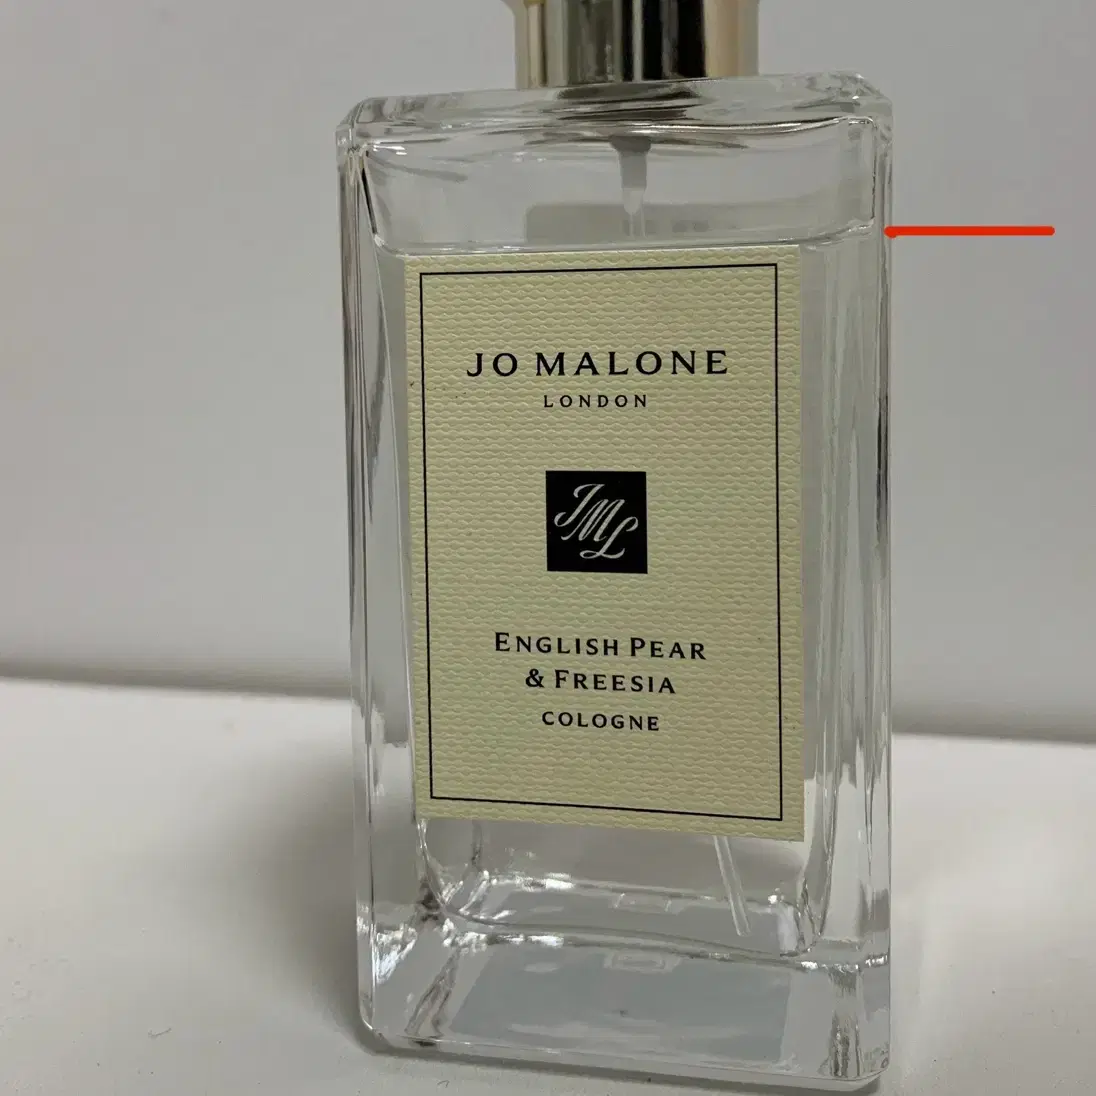 JO MALONE
LONDON
JML
ENGLISH PEAR
& FREESIA
COLOGNE